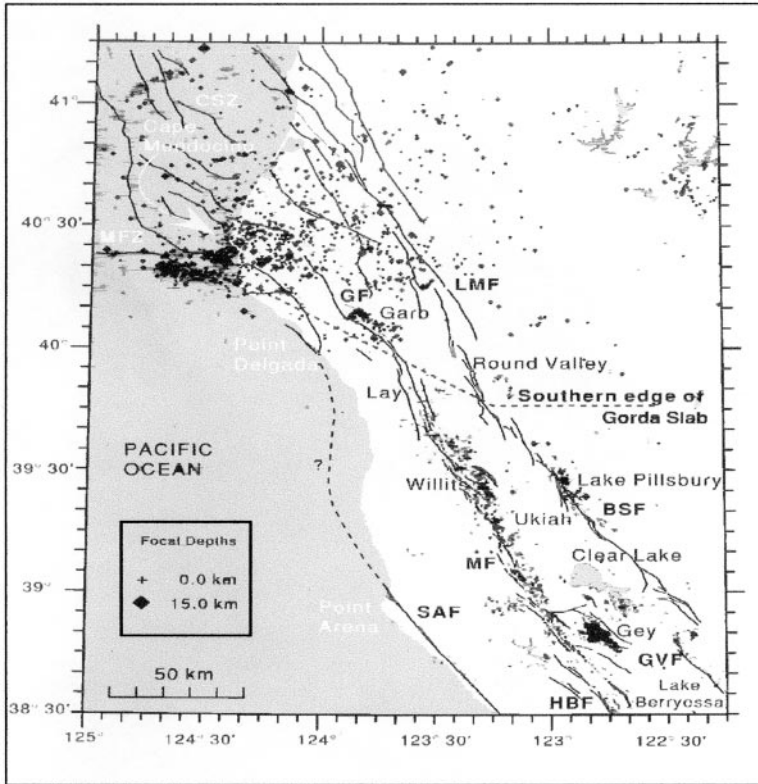 41°
CSZ
Cape
Mendocino
40° 30'
MFZ
LMF
GF
Garb
40°
Point
Delgada
Round Valley
Lay
Southern edge of
Gorda Slab
PACIFIC
OCEAN
39° 30'
?
Willits
Lake Pillsbury
BSF
Ukiah
Focal Depths
0.0 km
15.0 km
MF
Clear Lake
39°
Point
Arena
SAF
Gey
GVF
50 km
Lake
Berryessa
HBF
38° 30'
125°
124° 30'
124°
123° 30'
123°
122° 30'